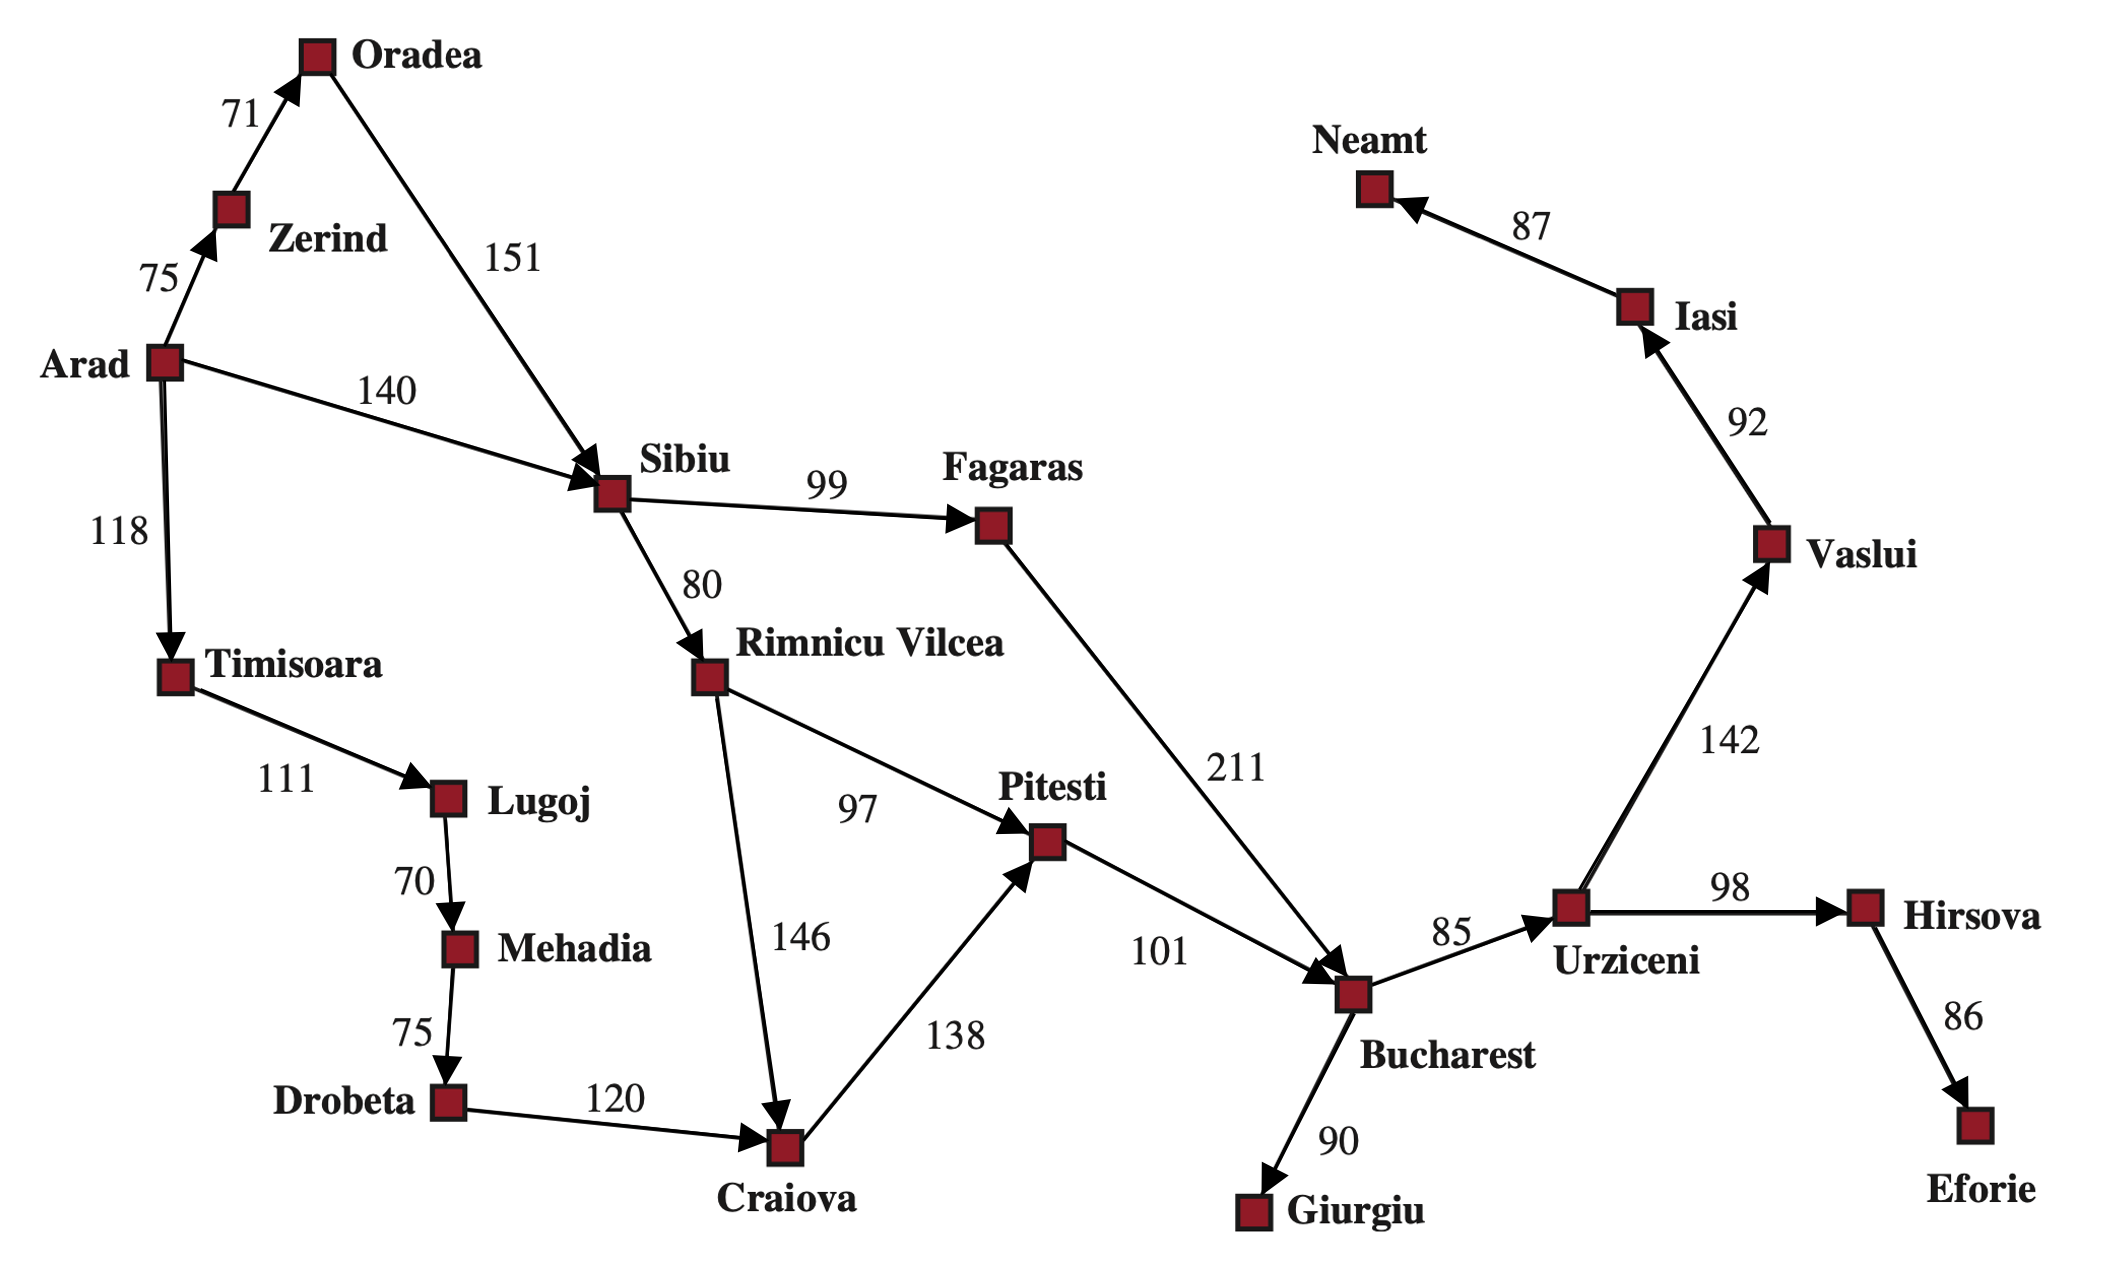 Oradea
71
Neamt
87
Zerind
151
75
Iasi
Arad
140
92
Sibiu
Fagaras
99
118
Vaslui
80
Rimnicu Vilcea
Timisoara
142
211
111
Pitesti
97
Lugoj
70
98
Hirsova
85
146
101
Mehadia
Urziceni
86
75
138
Bucharest
Drobeta
120
90
Eforie
Craiova
Giurgiu